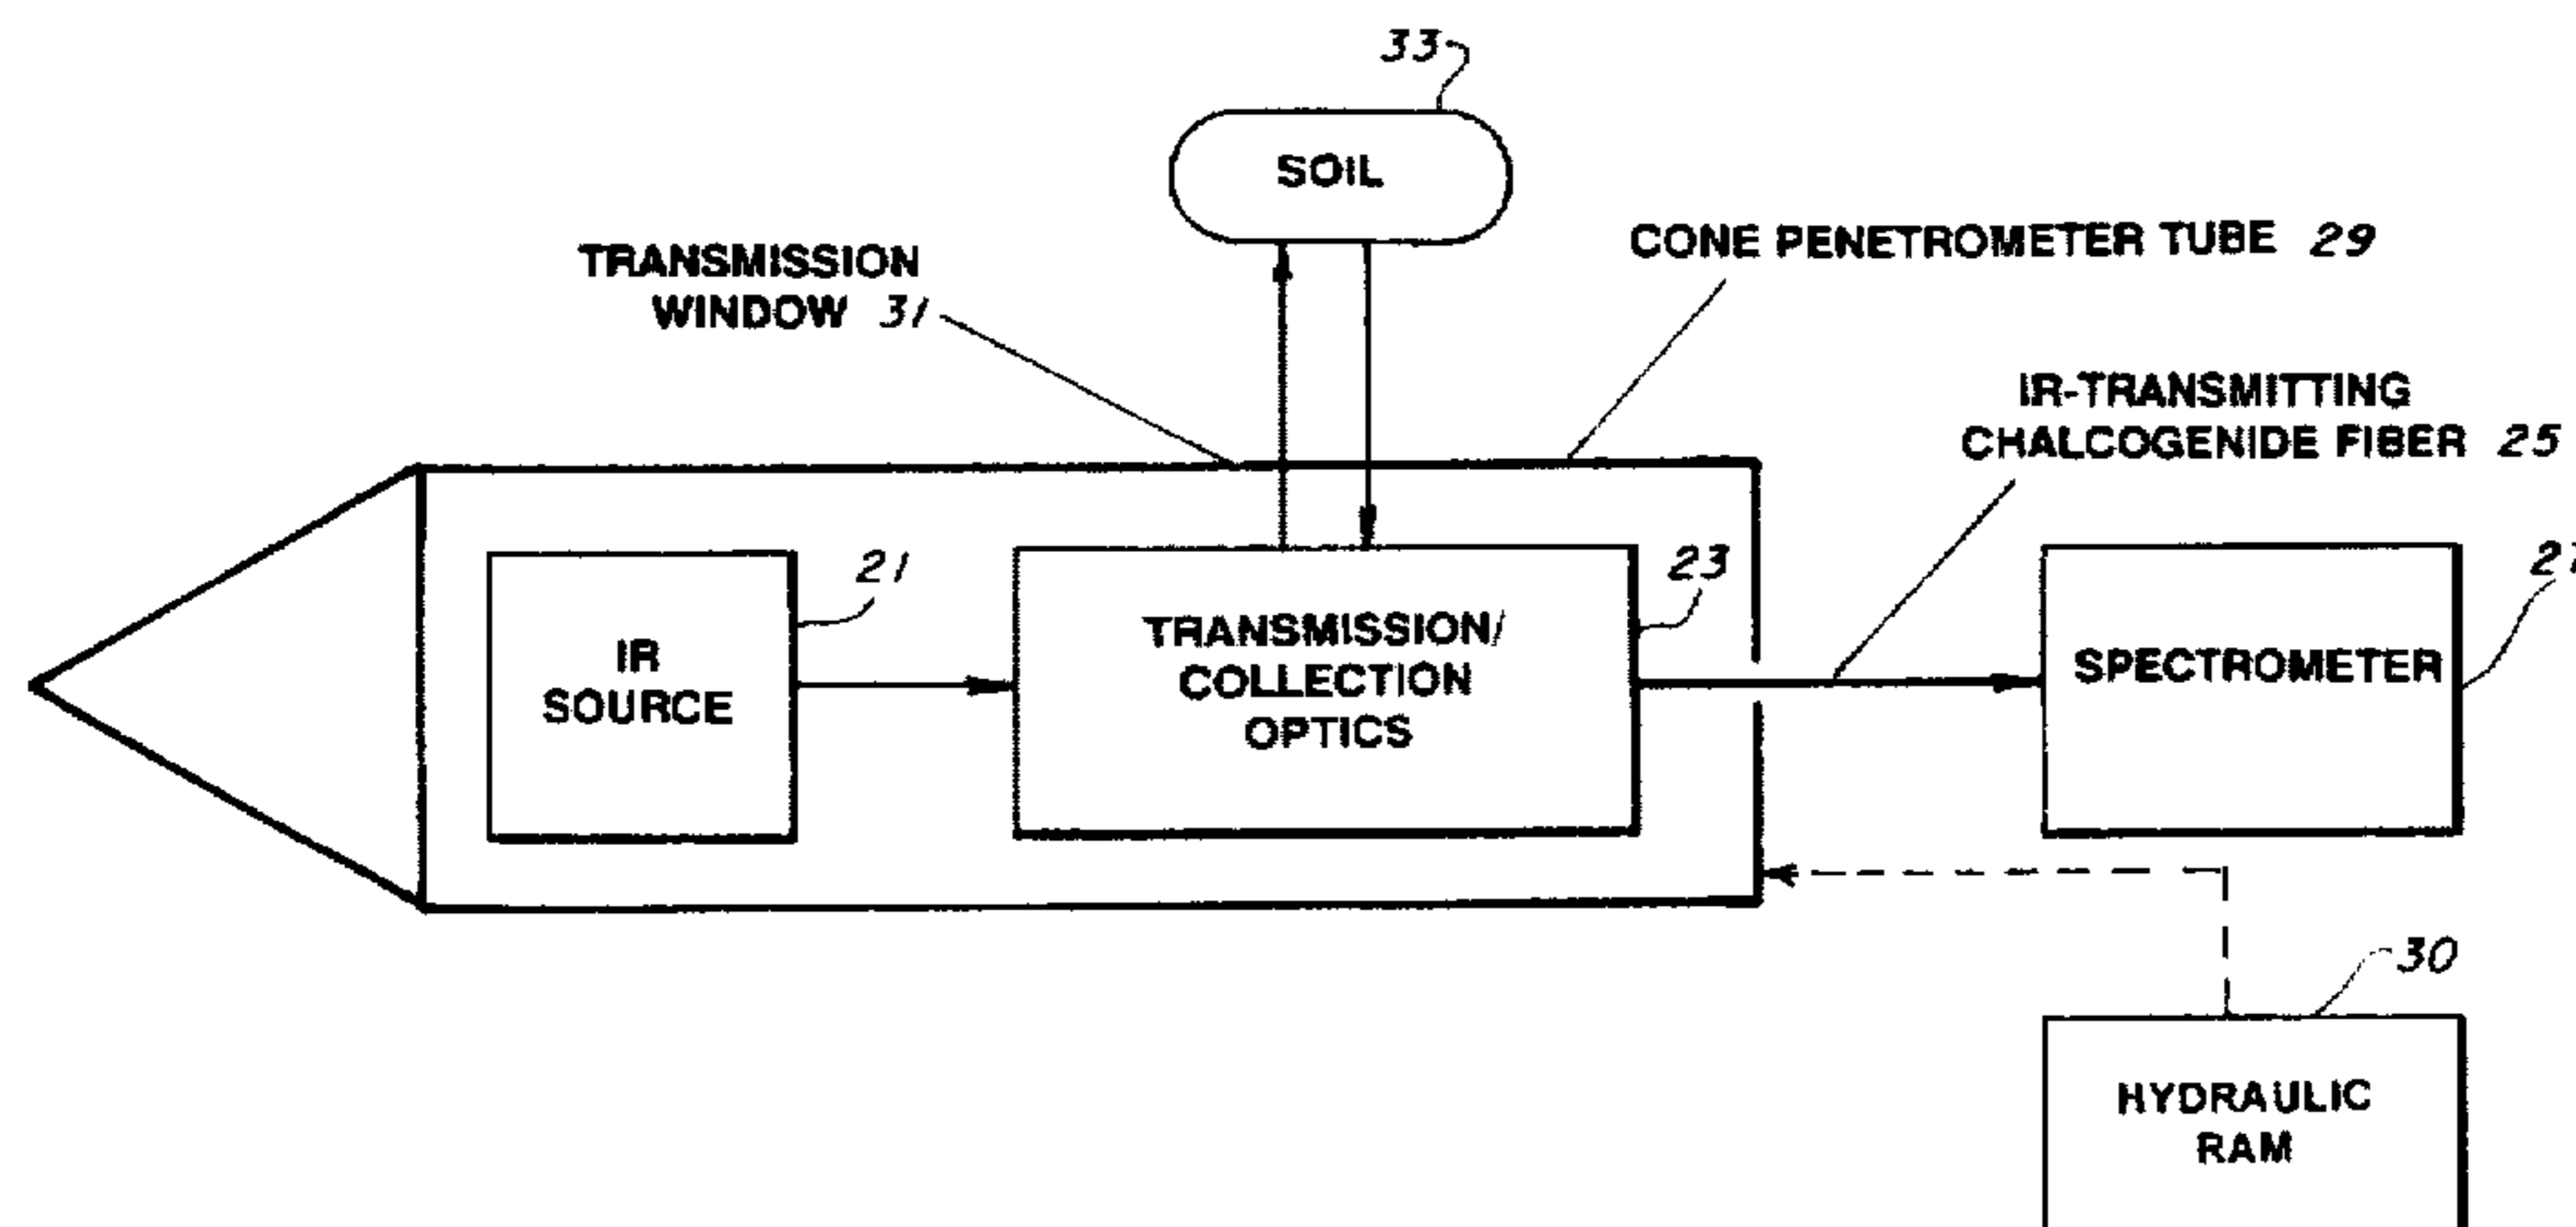 33
SOIL
TRANSMISSION
WINDOW 31
CONE PENETROMETER TUBE 29
IR-TRANSMITTING
CHALCOGENIDE FIBER 25
21
IR
SOURCE
23
TRANSMISSION/
COLLECTION
OPTICS
27
SPECTROMETER
30
HYDRAULIC
RAM